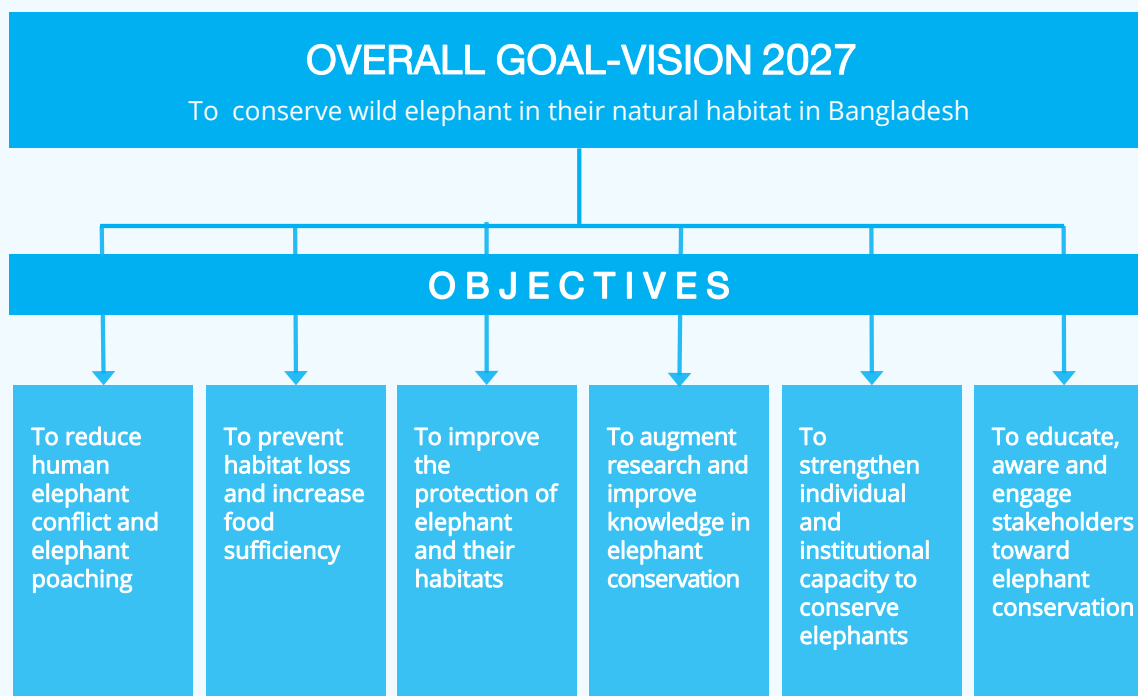 OVERALL GOAL-VISION 2027
To conserve wild elephant in their natural habitat in Bangladesh
OBJECTIVES
To reduce
human
elephant
conflict and
elephant
poaching
To prevent
habitat loss
and increase
food
sufficiency
To improve
the
protection of
elephant
and their
habitats
To augment
research and
improve
knowledge in
elephant
conservation
To
strengthen
individual
and
institutional
capacity to
conserve
elephants
To educate,
aware and
engage
stakeholders
toward
elephant
conservation